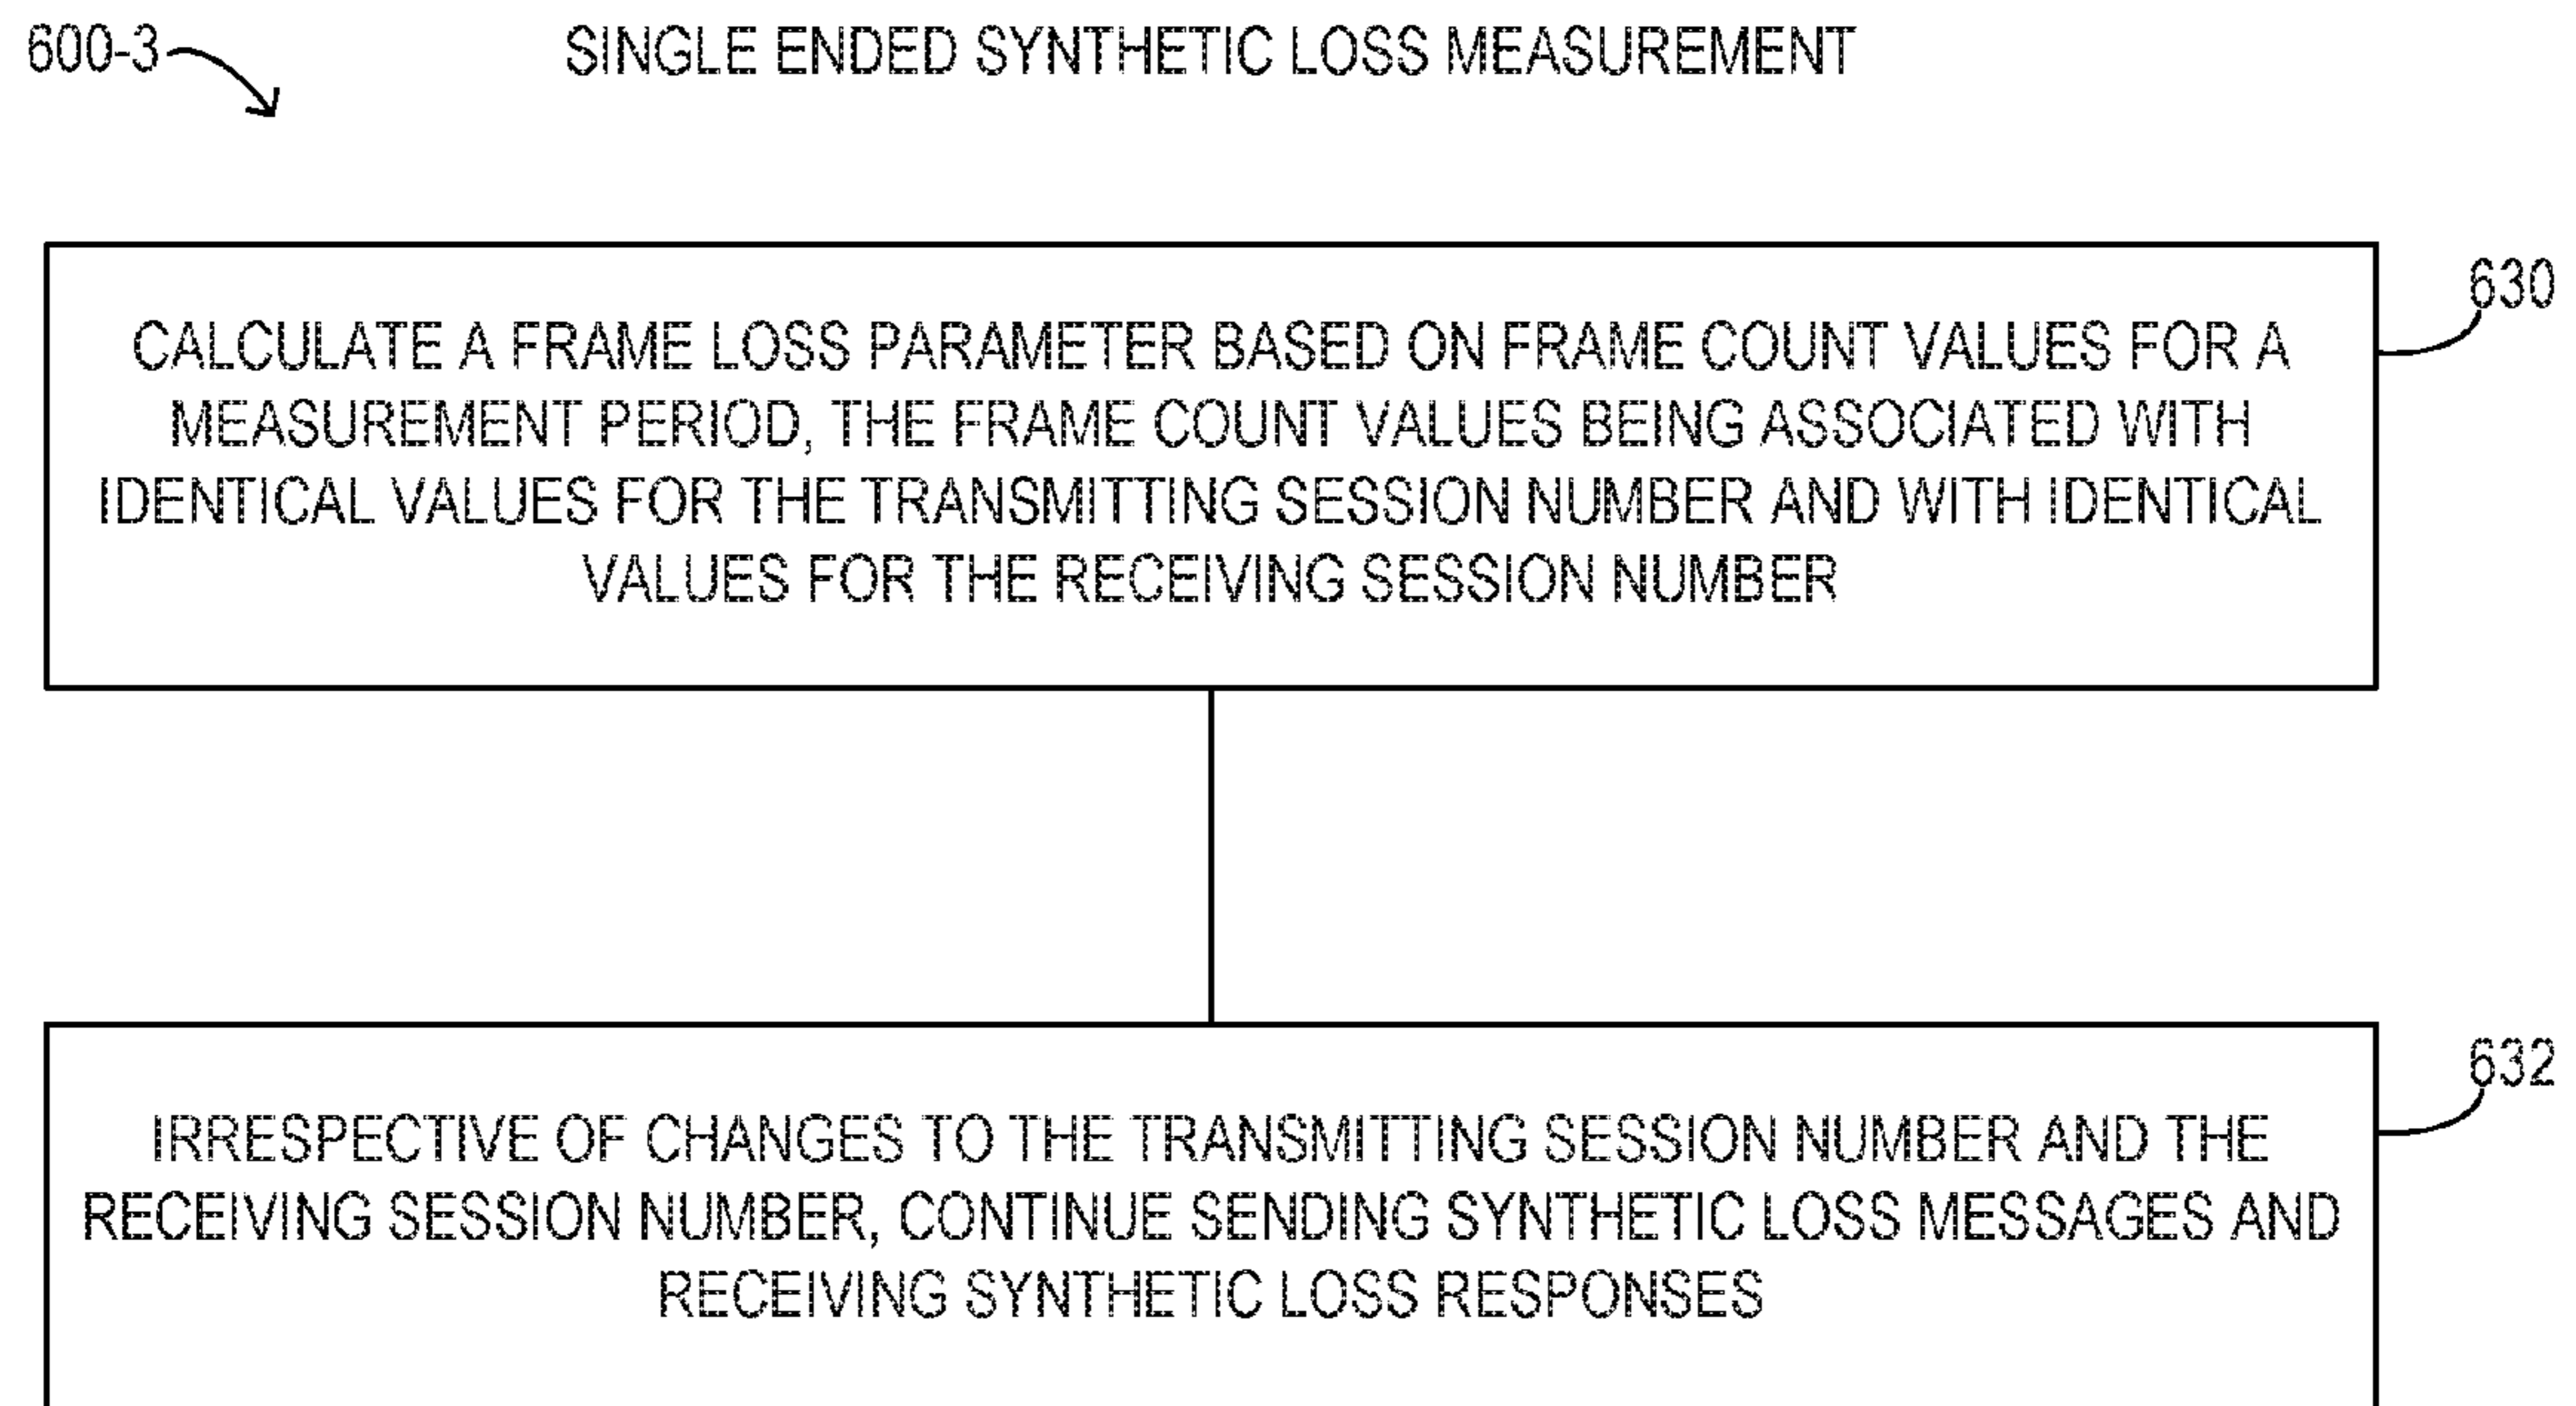 600-3
SINGLE ENDED SYNTHETIC LOSS MEASUREMENT
630
CALCULATE A FRAME LOSS PARAMETER BASED ON FRAME COUNT VALUES FOR A
MEASUREMENT PERIOD, THE FRAME COUNT VALUES BEING ASSOCIATED WITH
IDENTICAL VALUES FOR THE TRANSMITTING SESSION NUMBER AND WITH IDENTICAL
VALUES FOR THE RECEIVING SESSION NUMBER
632
IRRESPECTIVE OF CHANGES TO THE TRANSMITTING SESSION NUMBER AND THE
RECEIVING SESSION NUMBER, CONTINUE SENDING SYNTHETIC LOSS MESSAGES AND
RECEIVING SYNTHETIC LOSS RESPONSES